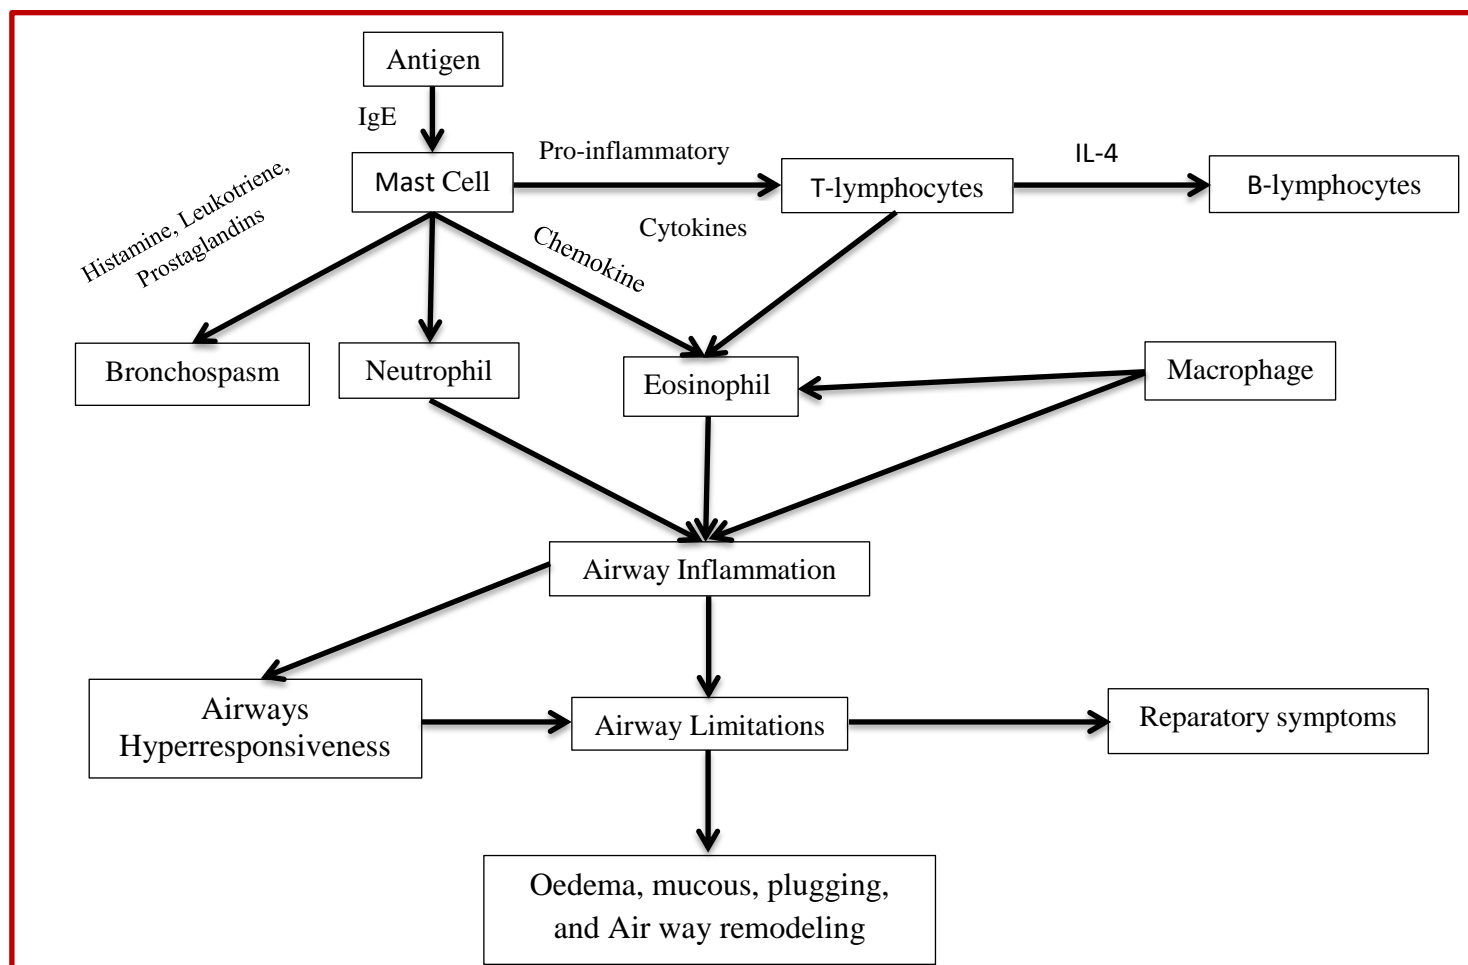 Antigen
IgE
Mast Cell
Pro-inflammatory
Cytokines
T-lymphocytes
IL-4
B-lymphocytes
Histamine, Leukotriene,
Prostaglandins
Chemokine
Bronchospasm
Neutrophil
Eosinophil
Macrophage
Airway Inflammation
Airways
Hyperresponsiveness
Airway Limitations
Reparatory symptoms
Oedema, mucous, plugging,
and Air way remodeling